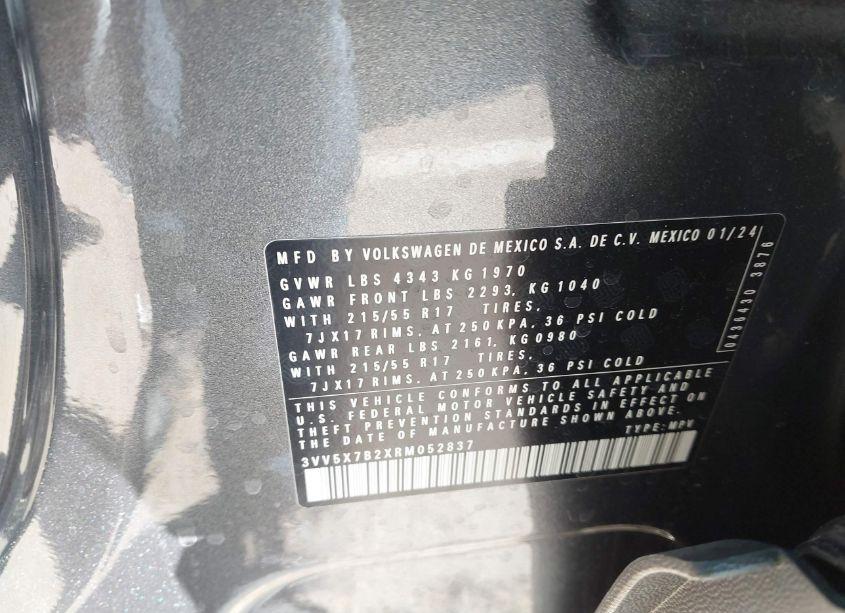 MFD BY VOLKSWAGEN DE MEXICO S.A. DE C.V. MEXICO 01/24
GVWR LBS 4343 KG 1970
GAWR FRONT LBS 2293, KG 1040
WITH 215/55 R17 TIRES,
7JX17 RIMS, AT 250 KPA, 36 PSI COLD
GAWR REAR LBS 2161, KG 0980
WITH 215/55 R17 TIRES,
7JX17 RIMS, AT 250 KPA, 36 PSI COLD
THIS VEHICLE CONFORMS TO ALL APPLICABLE
U.S. FEDERAL MOTOR VEHICLE SAFETY AND
THEFT PREVENTION STANDARDS IN EFFECT ON
THE DATE OF MANUFACTURE SHOWN ABOVE.
3VV5X7B2XRM052837 TYPE: MPV
0430430 3876